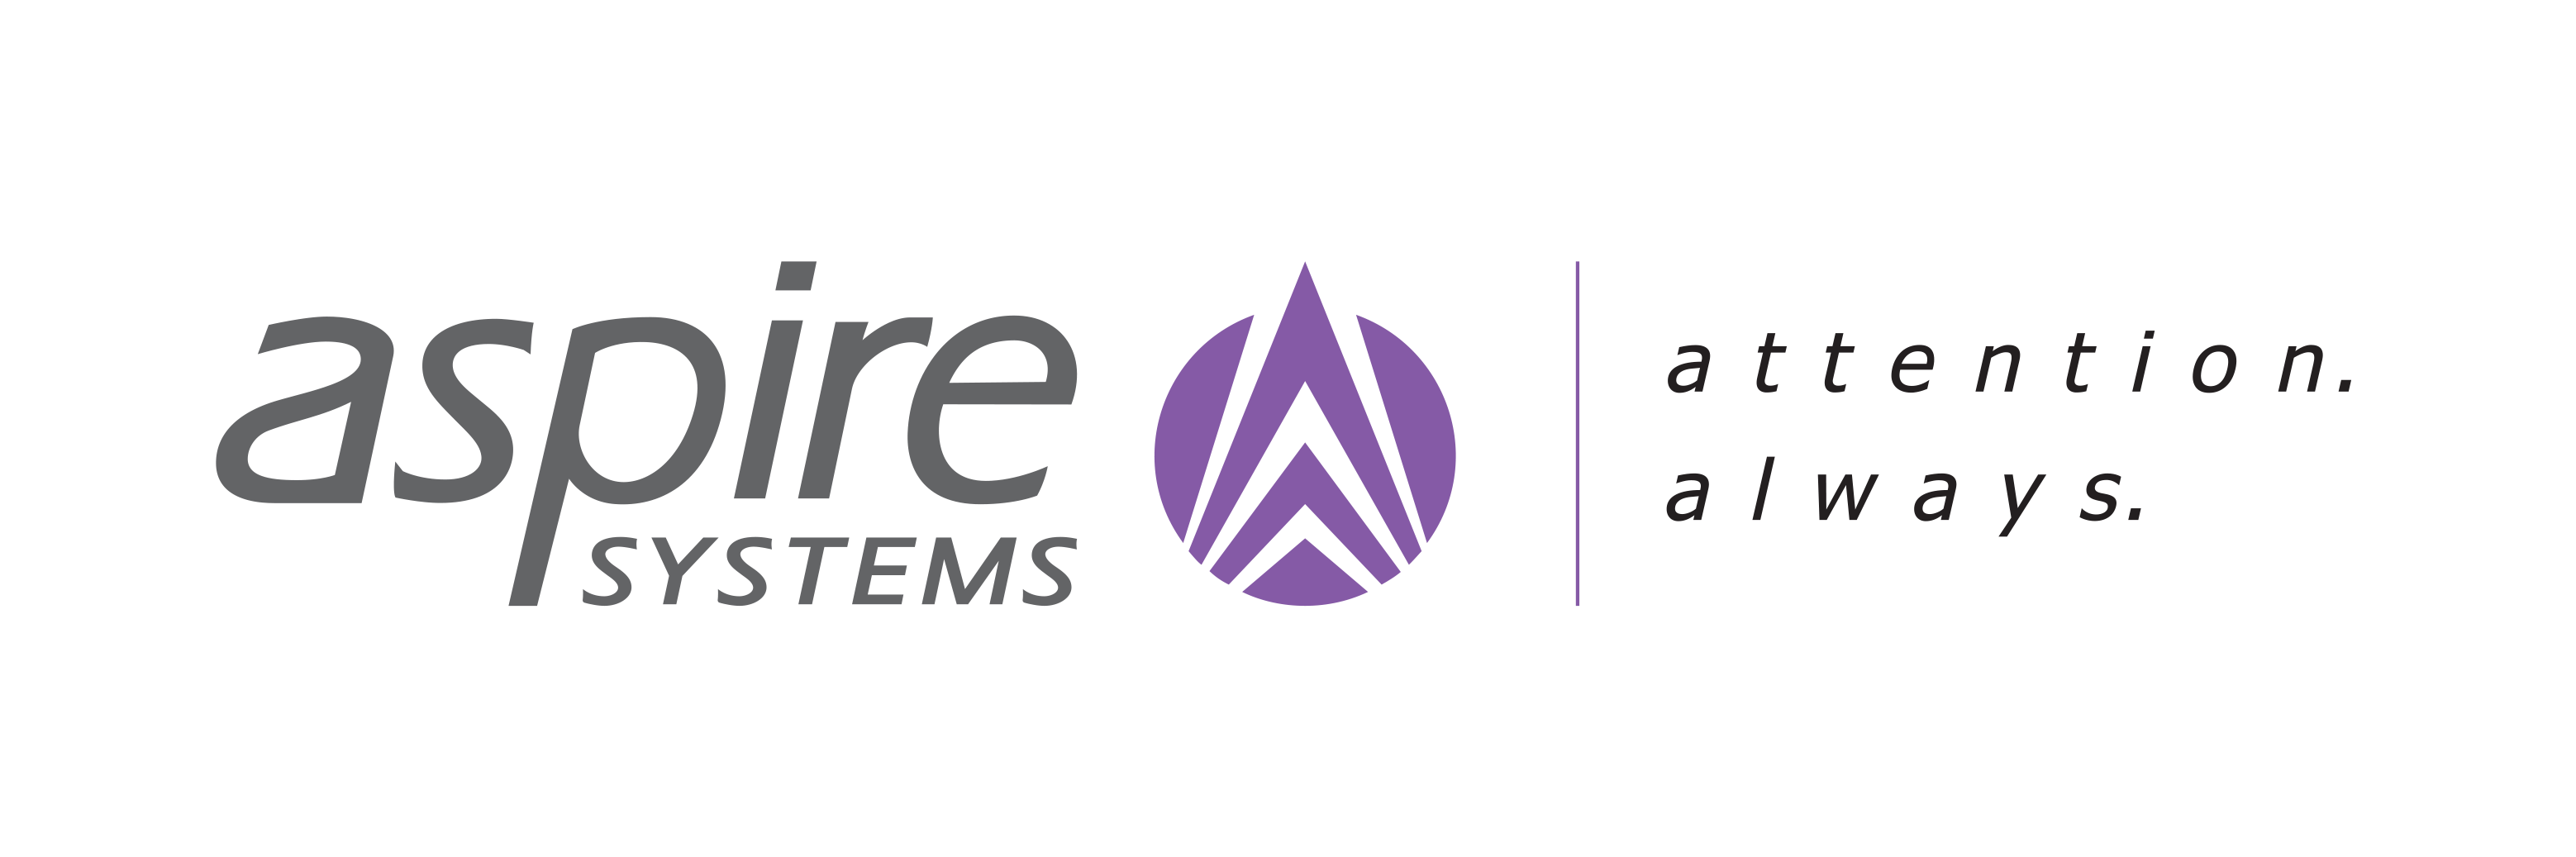 aspire
SYSTEMS
attention.
always.